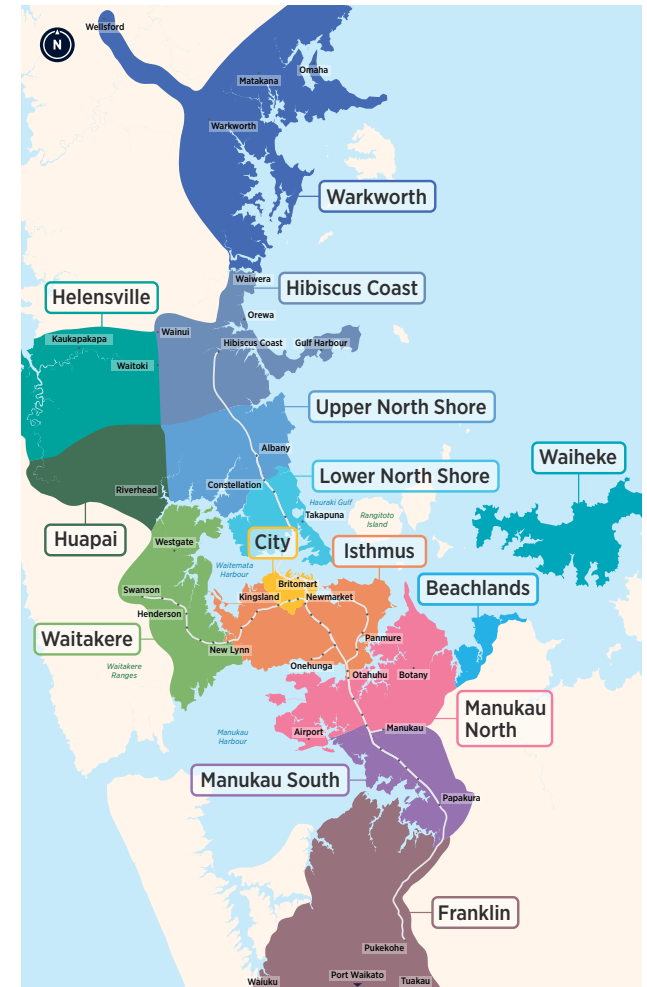 Wellsford
N
Omaha
Matakana
Warkworth
Warkworth
Waiwera
Hibiscus Coast
Helensville
Orewa
Wainui
Kaukapakapa
Hibiscus Coast
Gulf Harbour
Waitoki
Upper North Shore
Albany
Waiheke
Lower North Shore
Constellation
Riverhead
Hauraki Gulf
Takapuna
Rangitoto
Island
Huapai
Westgate
City
Isthmus
Waitemata
Harbour
Britomart
Beachlands
Swanson
Kingsland
Newmarket
Henderson
Waitakere
Panmure
New Lynn
Waitakere
Ranges
Onehunga
Otahuhu
Botany
Manukau
North
Airport
Manukau
Manukau
Harbour
Manukau South
Papakura
Franklin
Pukekohe
Port Waikato
Waiuku
Tuakau